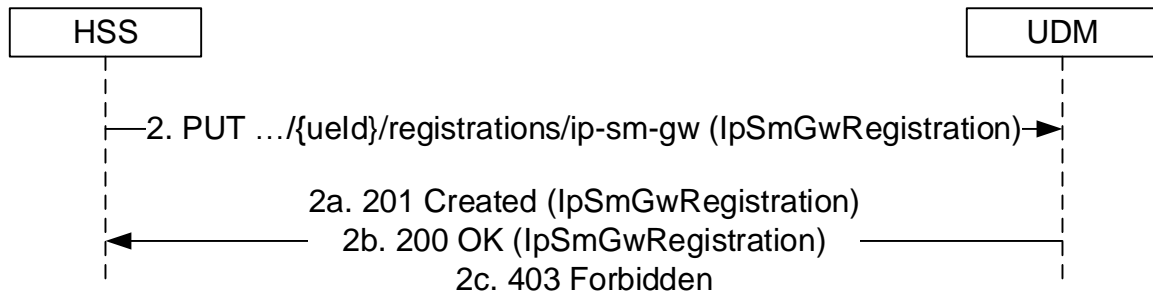 HSS
UDM
2. PUT …/{ueId}/registrations/ip-sm-gw (IpSmGwRegistration)
2a. 201 Created (IpSmGwRegistration)
2b. 200 OK (IpSmGwRegistration)
2c. 403 Forbidden